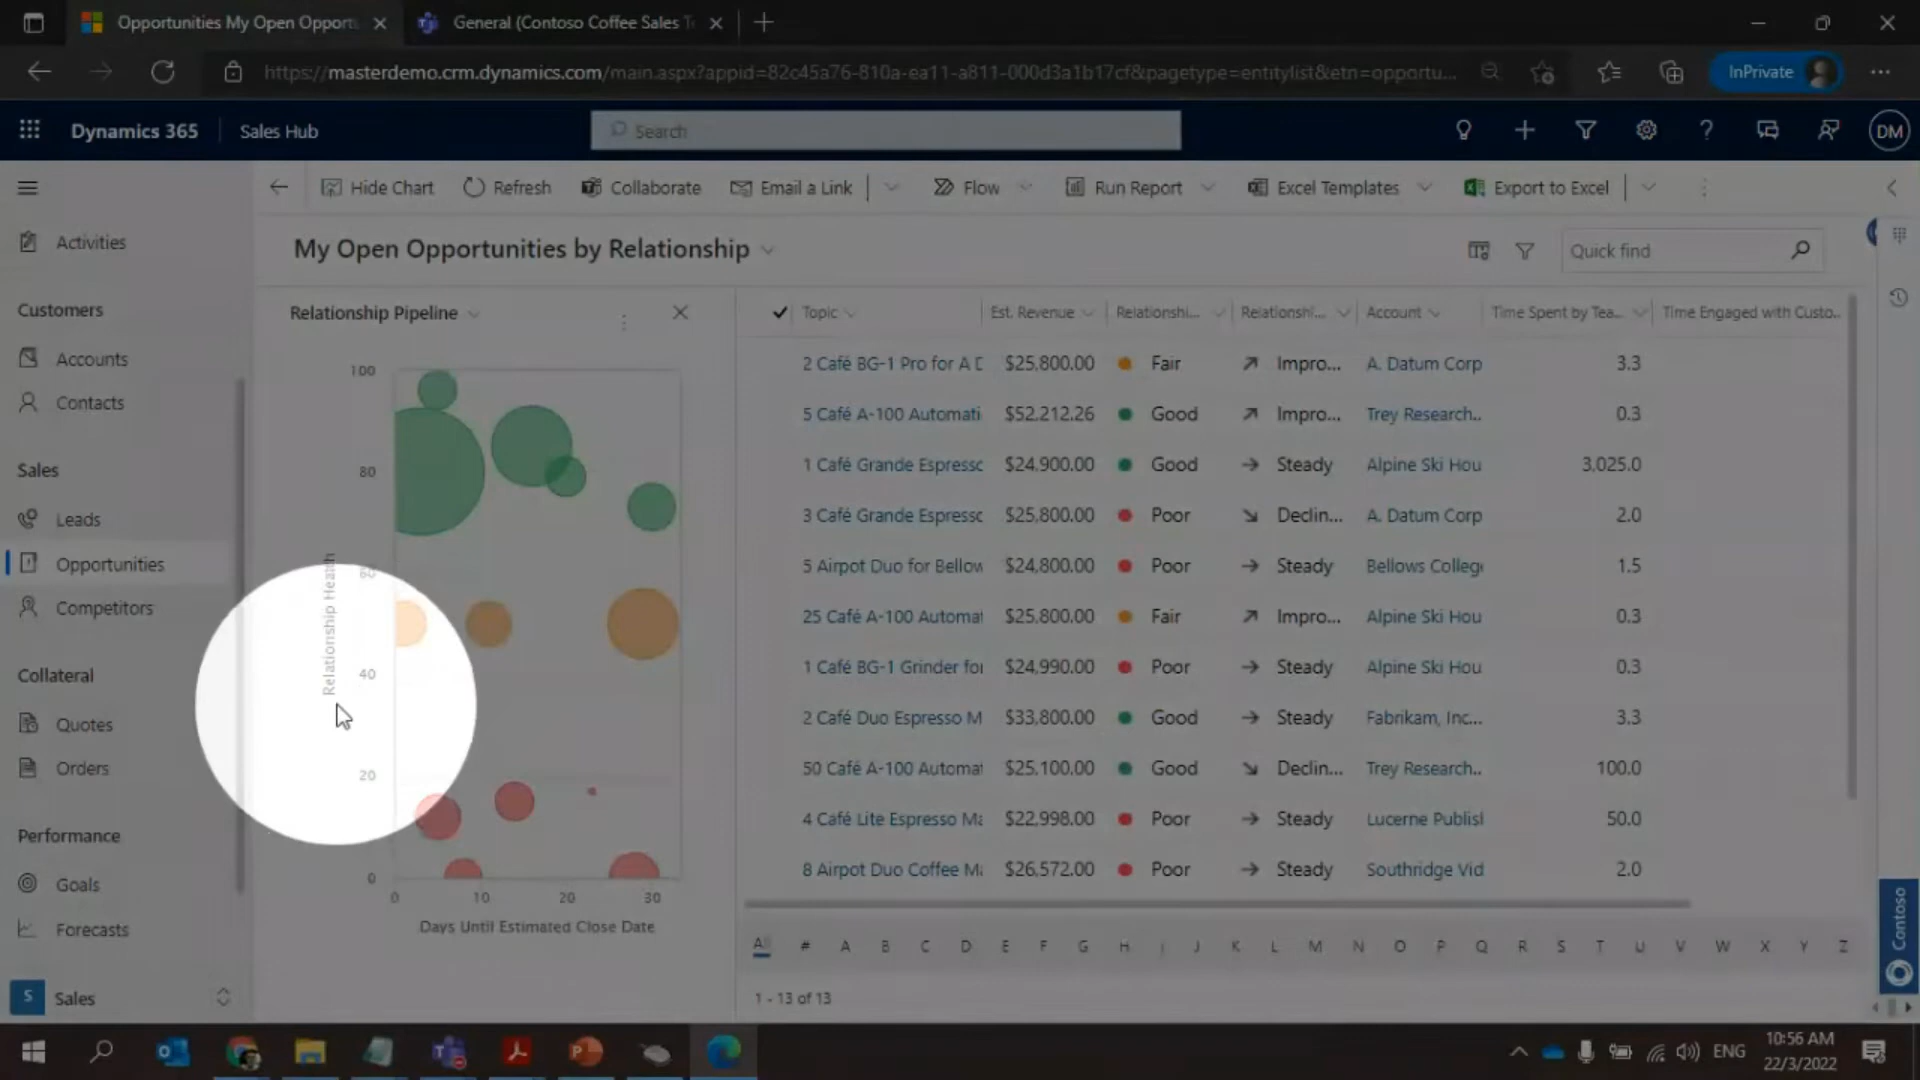 Opportunities My Open Opport
General (Contoso Coffee Sales Te
https://masterdemo.crm.dynamics.com/main.aspx?appid=82c45a76-810a-ea11-a811-000d3a1b17cf&pagetype=entitylist&etn=opportu...
InPrivate
Dynamics 365
Sales Hub
Search
DM
Hide Chart
Refresh
Collaborate
Email a Link
Flow
Run Report
Excel Templates
Export to Excel
Activities
Customers
Accounts
Contacts
Sales
Leads
Opportunities
Competitors
Collateral
Quotes
Orders
Performance
Goals
Forecasts
S
Sales
My Open Opportunities by Relationship
Quick find
Relationship Pipeline
100
80
60
40
20
0
Relationship Health
0 10 20 30
Days Until Estimated Close Date
Topic Est. Revenue Relationshi... Relationshi... Account Time Spent by Tea... Time Engaged with Custo...
2 Café BG-1 Pro for A D $25,800.00 Fair Impro... A. Datum Corp 3.3
5 Café A-100 Automati $52,212.26 Good Impro... Trey Research.. 0.3
1 Café Grande Espresso $24,900.00 Good Steady Alpine Ski Hou 3,025.0
3 Café Grande Espresso $25,800.00 Poor Declin... A. Datum Corp 2.0
5 Airpot Duo for Bellow $24,800.00 Poor Steady Bellows Colleg 1.5
25 Café A-100 Automat $25,800.00 Fair Impro... Alpine Ski Hou 0.3
1 Café BG-1 Grinder for $24,990.00 Poor Steady Alpine Ski Hou 0.3
2 Café Duo Espresso M $33,800.00 Good Steady Fabrikam, Inc... 3.3
50 Café A-100 Automat $25,100.00 Good Declin... Trey Research.. 100.0
4 Café Lite Espresso Ma $22,998.00 Poor Steady Lucerne Publisl 50.0
8 Airpot Duo Coffee Ma $26,572.00 Poor Steady Southridge Vid 2.0
All # A B C D E F G H I J K L M N O P Q R S T U V W X Y Z
1 - 13 of 13
Contoso
ENG
10:56 AM
22/3/2022